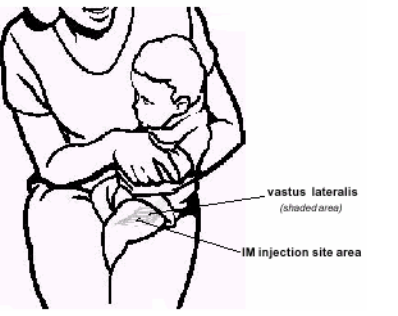 vastus lateralis
(shaded area)
IM injection site area